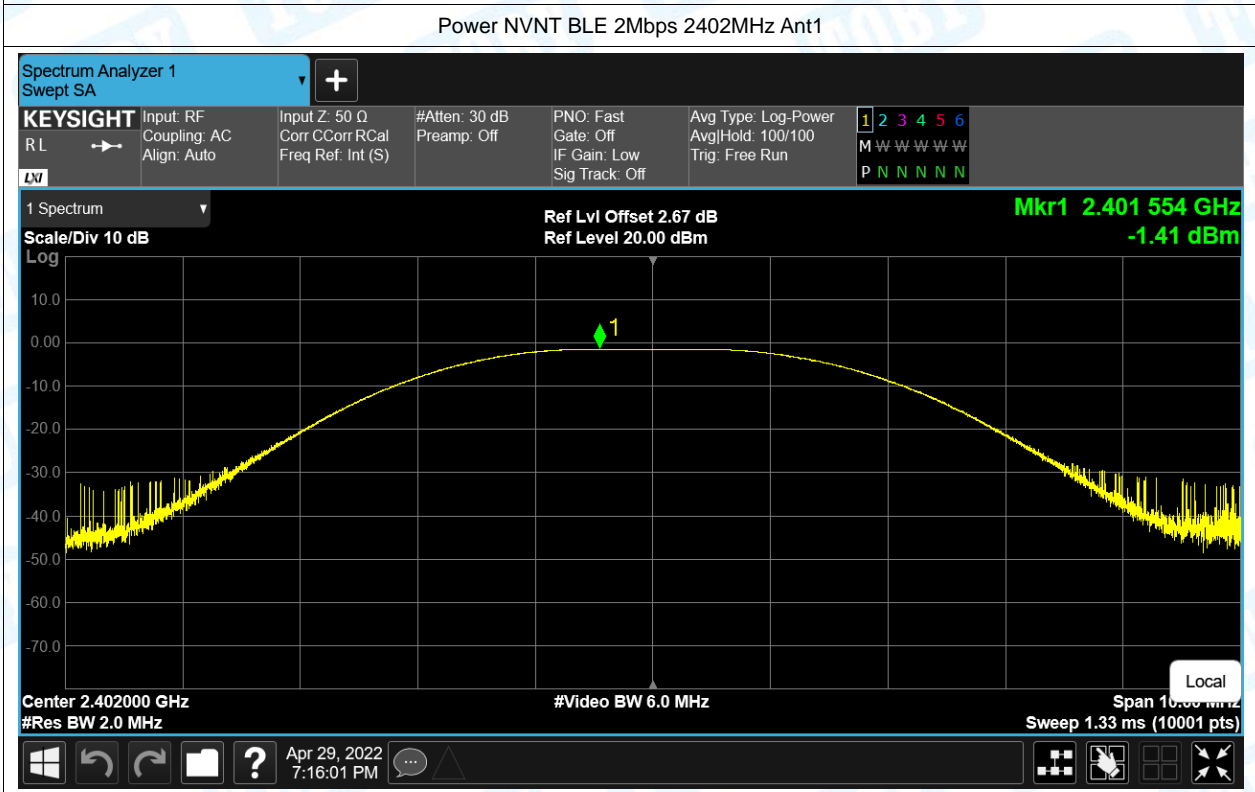 Power NVNT BLE 2Mbps 2402MHz Ant1
Spectrum Analyzer 1
Swept SA
KEYSIGHT
R L
LXI
Input: RF
Coupling: AC
Align: Auto
Input Z: 50 Ω
Corr CCorr RCal
Freq Ref: Int (S)
#Atten: 30 dB
Preamp: Off
PNO: Fast
Gate: Off
IF Gain: Low
Sig Track: Off
Avg Type: Log-Power
Avg|Hold: 100/100
Trig: Free Run
1 2 3 4 5 6
M W W W W W
P N N N N N
1 Spectrum
Scale/Div 10 dB
Log
Ref Lvl Offset 2.67 dB
Ref Level 20.00 dBm
Mkr1 2.401 554 GHz
-1.41 dBm
10.0
0.00
1
-10.0
-20.0
-30.0
-40.0
-50.0
-60.0
-70.0
Local
Center 2.402000 GHz
#Video BW 6.0 MHz
Span 10.00 MHz
#Res BW 2.0 MHz
Sweep 1.33 ms (10001 pts)
?
Apr 29, 2022
7:16:01 PM